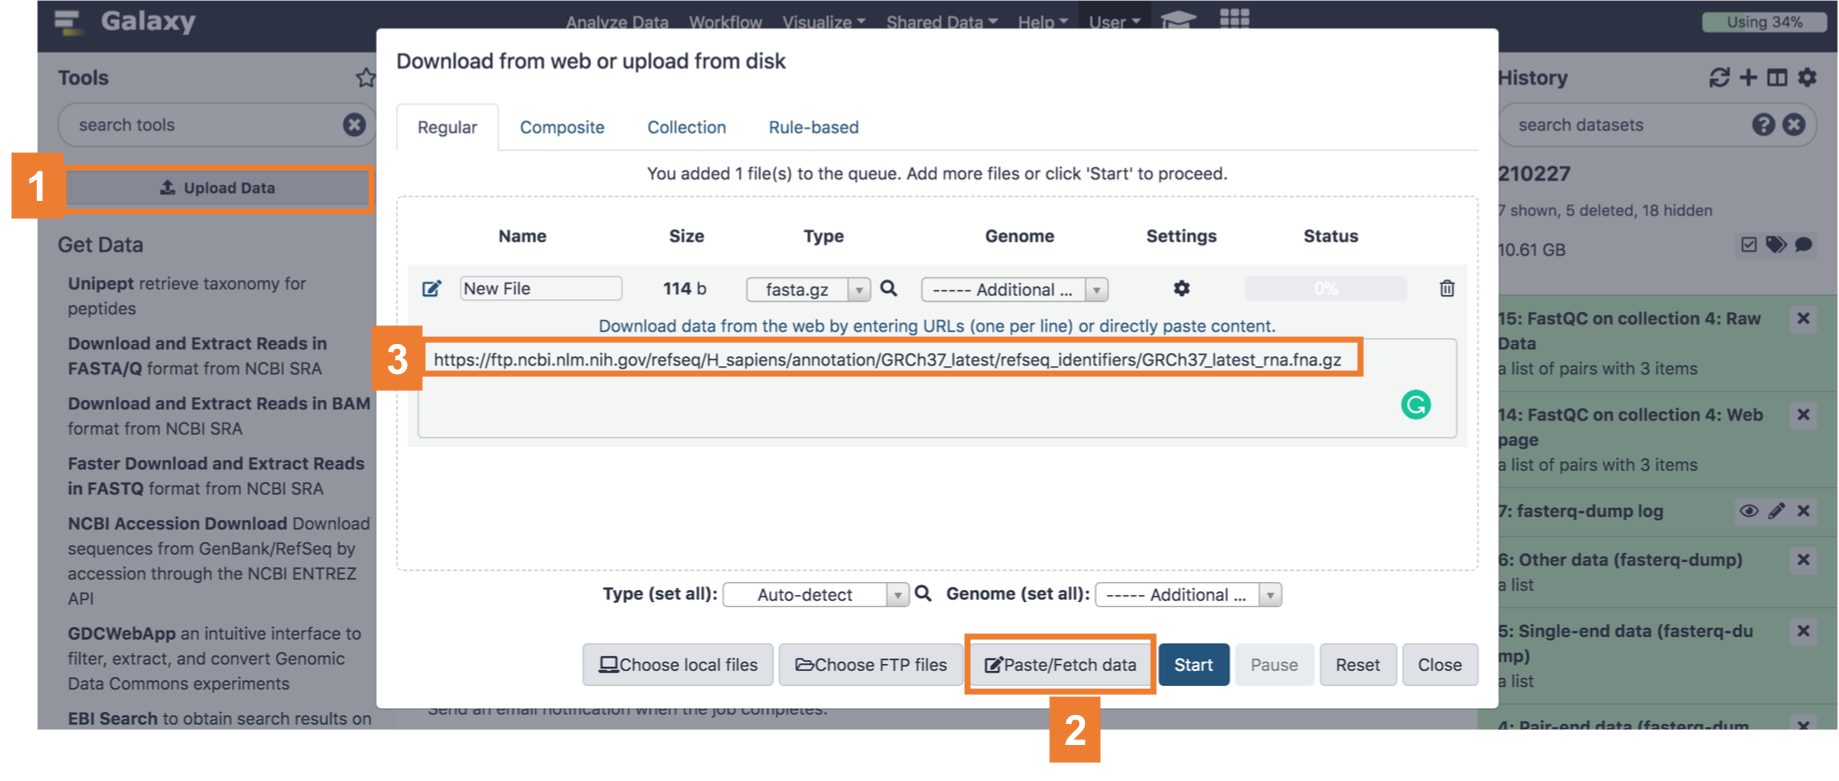 Galaxy
Analyze Data Workflow Visualize Shared Data Help User
Using 34%
Tools
search tools
1
Upload Data
Get Data
Unipept retrieve taxonomy for
peptides
Download and Extract Reads in
FASTA/Q format from NCBI SRA
Download and Extract Reads in BAM
format from NCBI SRA
Faster Download and Extract Reads
in FASTQ format from NCBI SRA
NCBI Accession Download Download
sequences from GenBank/RefSeq by
accession through the NCBI ENTREZ
API
GDCWebApp an intuitive interface to
filter, extract, and convert Genomic
Data Commons experiments
EBI Search to obtain search results on
Download from web or upload from disk
Regular Composite Collection Rule-based
You added 1 file(s) to the queue. Add more files or click 'Start' to proceed.
Name Size Type Genome Settings Status
New File 114 b fasta.gz ----- Additional ... 0%
Download data from the web by entering URLs (one per line) or directly paste content.
3
https://ftp.ncbi.nlm.nih.gov/refseq/H_sapiens/annotation/GRCh37_latest/refseq_identifiers/GRCh37_latest_rna.fna.gz
Type (set all): Auto-detect Genome (set all): ----- Additional ...
Choose local files Choose FTP files Paste/Fetch data Start Pause Reset Close
2
Send an email notification when the job completes.
History
search datasets
210227
7 shown, 5 deleted, 18 hidden
10.61 GB
15: FastQC on collection 4: Raw
Data
a list of pairs with 3 items
14: FastQC on collection 4: Web
page
a list of pairs with 3 items
7: fasterq-dump log
6: Other data (fasterq-dump)
a list
5: Single-end data (fasterq-du
mp)
a list
4: Pair-end data (fasterq-dum